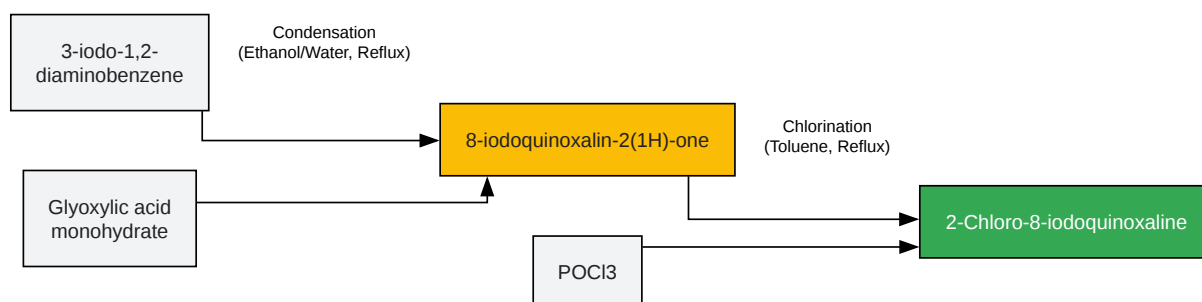 3-iodo-1,2-
diaminobenzene
Condensation
(Ethanol/Water, Reflux)
8-iodoquinoxalin-2(1H)-one
Chlorination
(Toluene, Reflux)
Glyoxylic acid
monohydrate
2-Chloro-8-iodoquinoxaline
POCl3